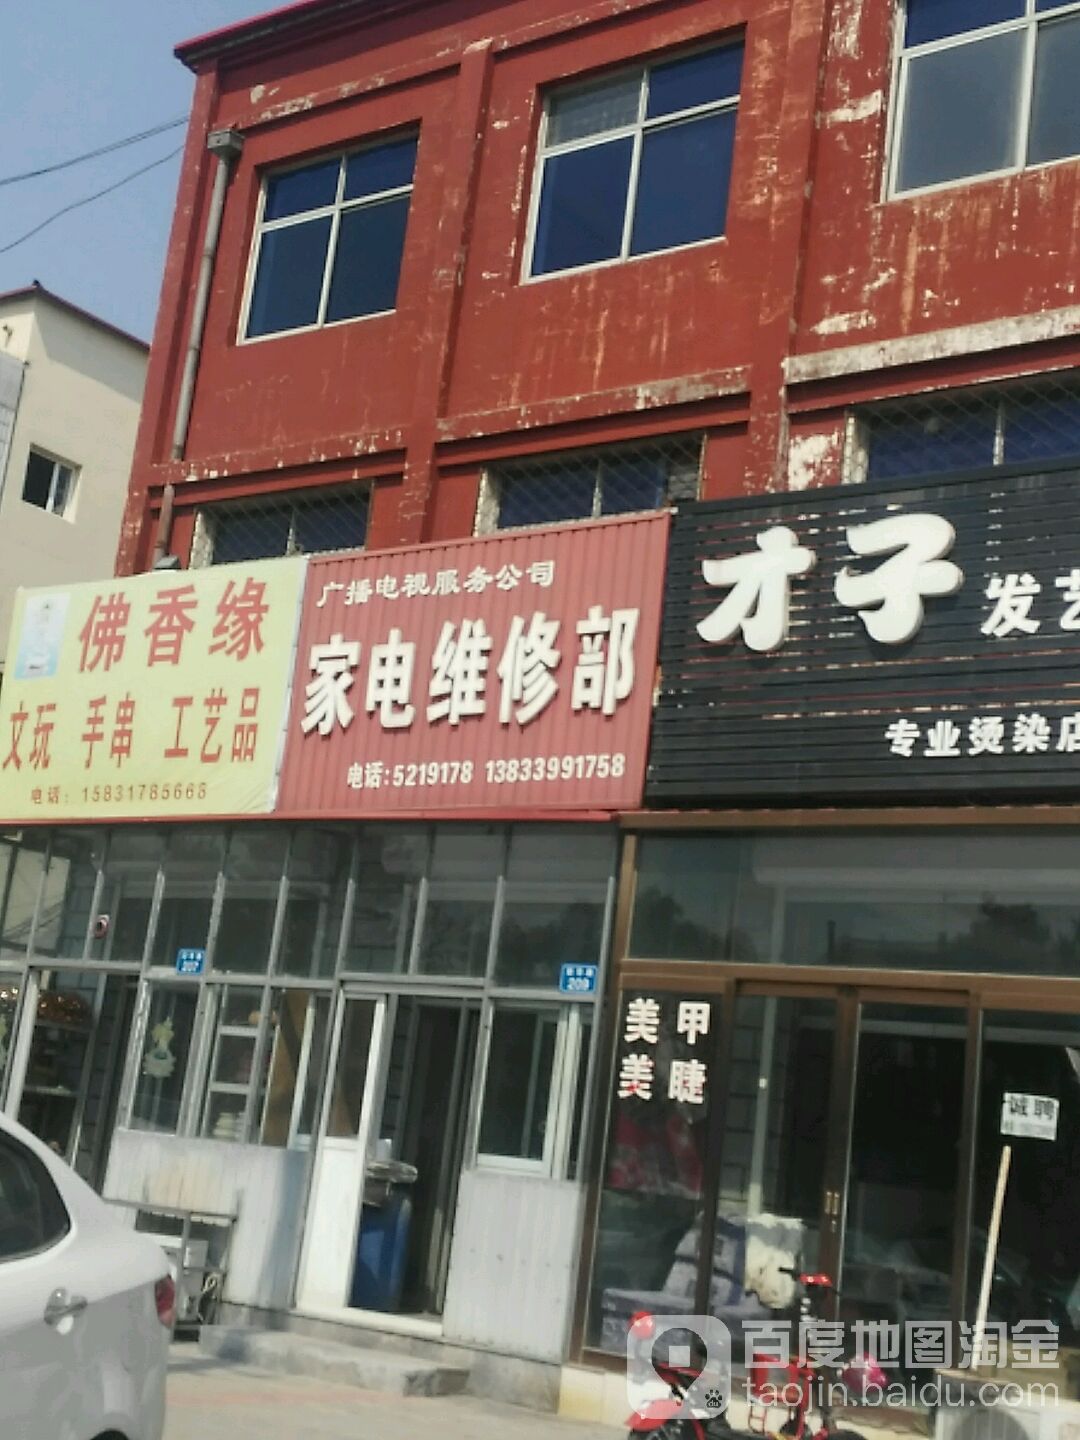 佛香缘
文玩 手串 工艺品
电话：15831785668
广播电视服务公司
家电维修部
电话:5219178 13833991758
才子发艺
专业烫染店
207
209
美甲
美睫
诚聘
百度地图淘金
taojin.baidu.com